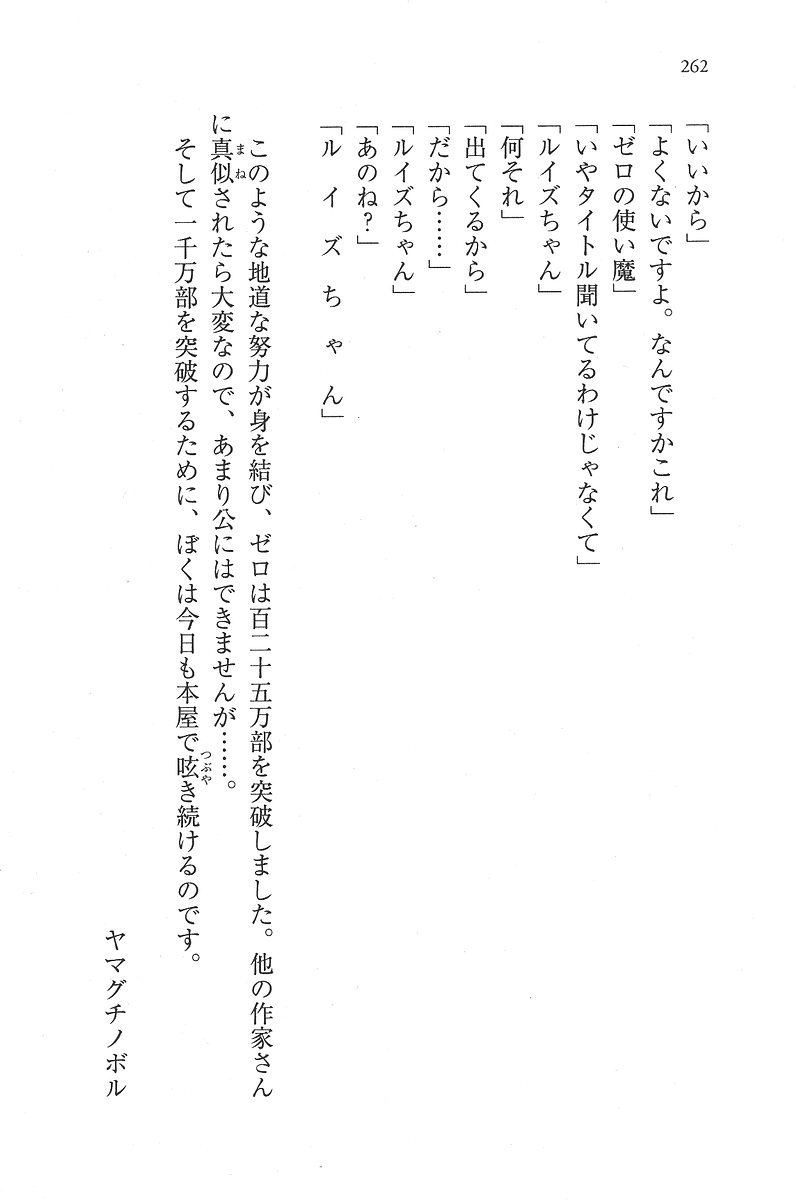 262
「いいから」
「よくないですよ。なんですかこれ」
「ゼロの使い魔」
「いやタイトル聞いてるわけじゃなくて」
「ルイズちゃん」
「何それ」
「出てくるから」
「だから……」
「ルイズちゃん」
「あのね?」
「ルイズちゃん」
このような地道な努力が身を結び、ゼロは百二十五万部を突破しました。他の作家さん
に真似されたら大変なので、あまり公にはできませんが……。
そして一千万部を突破するために、ぼくは今日も本屋で呟き続けるのです。
ヤマグチノボル